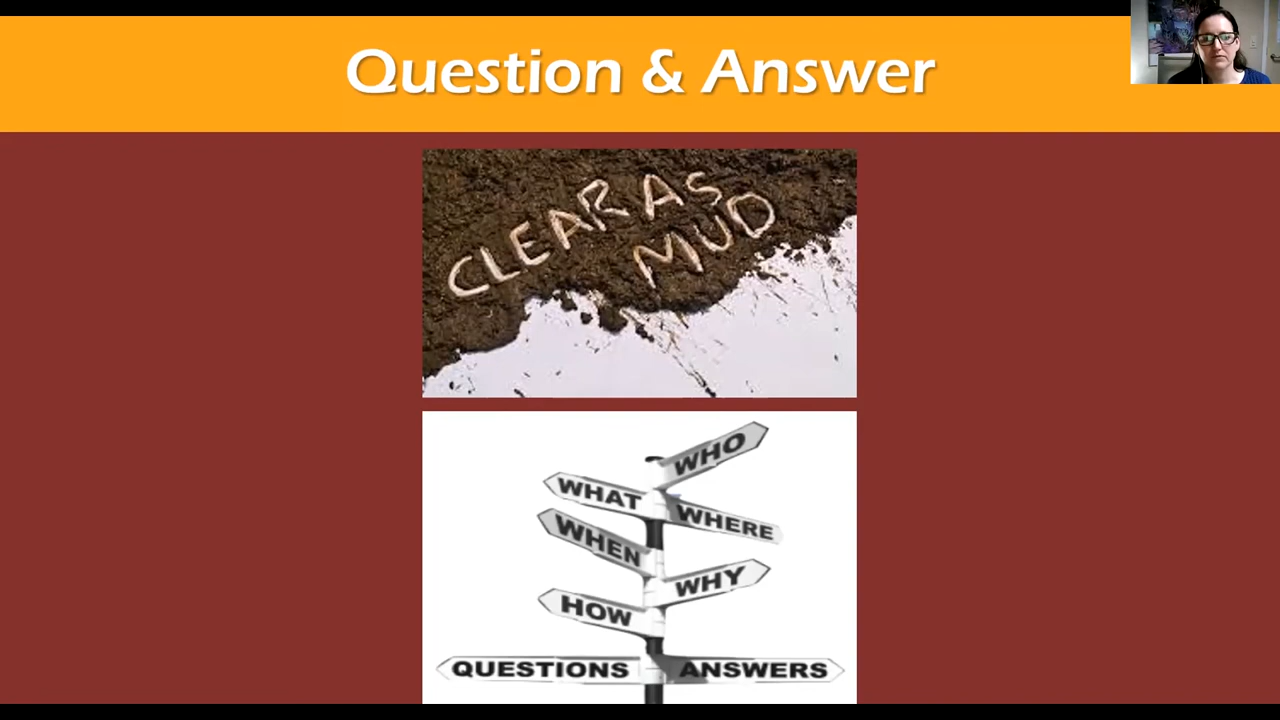 Question & Answer
CLEAR AS
MUD
WHO
WHAT
WHERE
WHEN
WHY
HOW
QUESTIONS ANSWERS